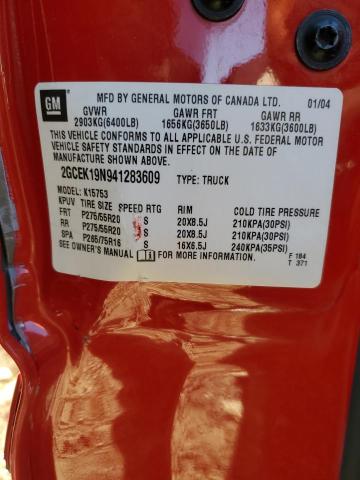 GM
MFD BY GENERAL MOTORS OF CANADA LTD. 01/04
GVWR GAWR FRT GAWR RR
2903KG(6400LB) 1656KG(3650LB) 1633KG(3600LB)
THIS VEHICLE CONFORMS TO ALL APPLICABLE U.S. FEDERAL MOTOR
VEHICLE SAFETY STANDARDS IN EFFECT ON THE DATE OF
MANUFACTURE SHOWN ABOVE.
2GCEK19N941283609 TYPE: TRUCK
MODEL: K15753
KPUV TIRE SIZE SPEED RTG RIM COLD TIRE PRESSURE
FRT P275/55R20 S 20X8.5J 210KPA(30PSI)
RR P275/55R20 S 20X8.5J 210KPA(30PSI)
SPA P265/75R16 S 16X6.5J 240KPA(35PSI)
SEE OWNER'S MANUAL FOR MORE INFORMATION.
F 184
T 371